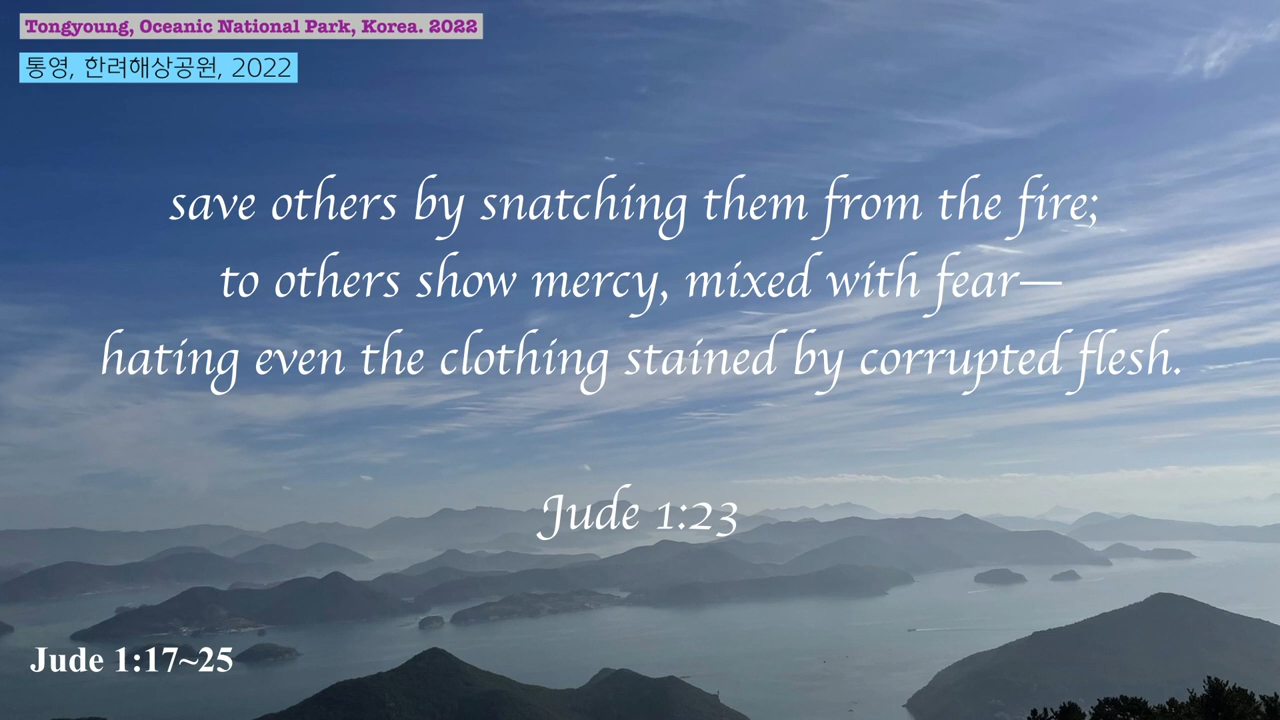 Tongyoung, Oceanic National Park, Korea. 2022
통영, 한려해상공원, 2022
save others by snatching them from the fire;
to others show mercy, mixed with fear—
hating even the clothing stained by corrupted flesh.
Jude 1:23
Jude 1:17~25